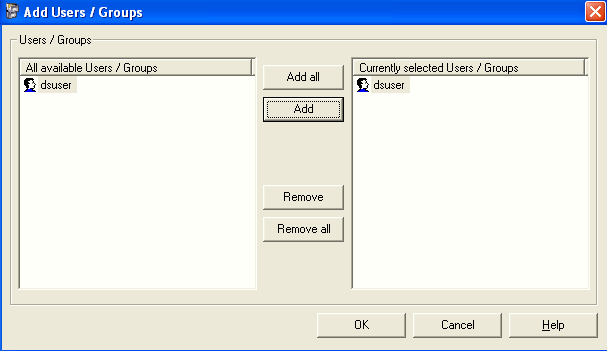 Add Users / Groups
Users / Groups
All available Users / Groups
dsuser
Add all
Add
Remove
Remove all
Currently selected Users / Groups
dsuser
OK
Cancel
Help